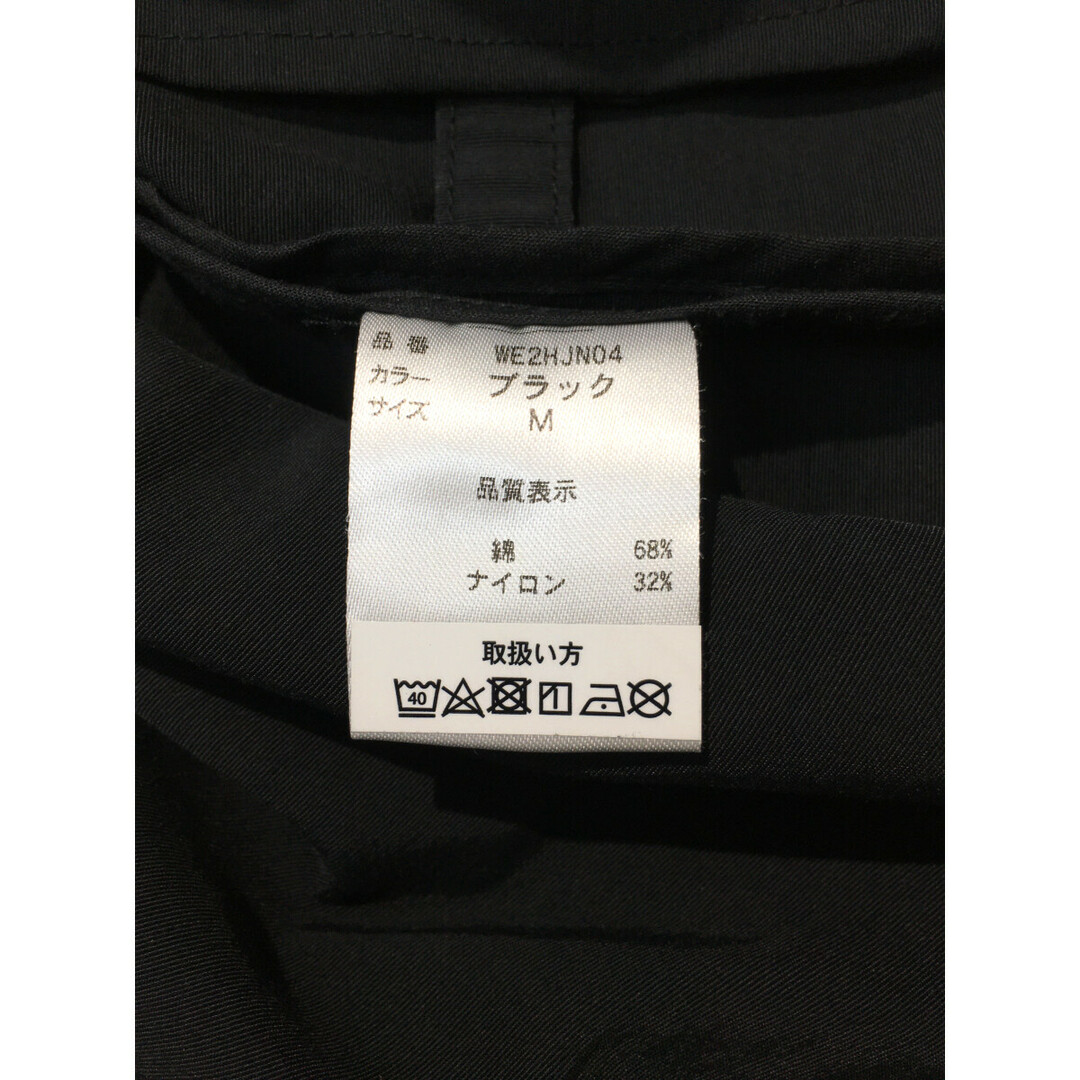 品番 WE2HJN04
カラー ブラック
サイズ M
品質表示
綿 68%
ナイロン 32%
取扱い方
40